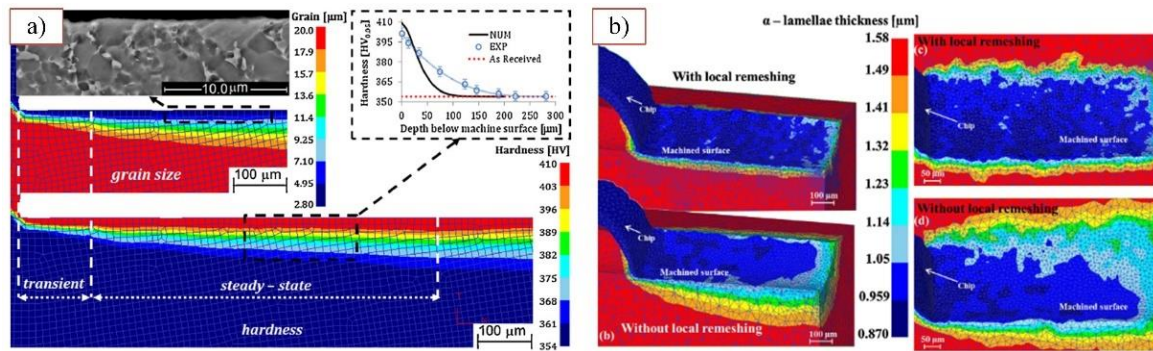 a)
Grain [μm]
20.0
17.9
15.7
13.6
11.4
9.25
7.10
4.95
2.80
10.0μm
grain size
100 μm
Hardness [HV0,05]
410
390
370
350
NUM
EXP
As Received
0 50 100 150 200 250 300
Depth below machine surface [μm]
Hardness [HV]
410
403
396
389
382
375
368
361
354
transient
steady – state
hardness
100 μm
b)
α – lamellae thickness [μm]
1.58
1.49
1.41
1.32
1.23
1.14
1.05
0.959
0.870
With local remeshing
Chip
Machined surface
100 μm
Chip
Machined surface
Without local remeshing
(b)
100 μm
With local remeshing
(c)
Chip
Machined surface
50 μm
Without local remeshing
(d)
Chip
Machined surface
50 μm